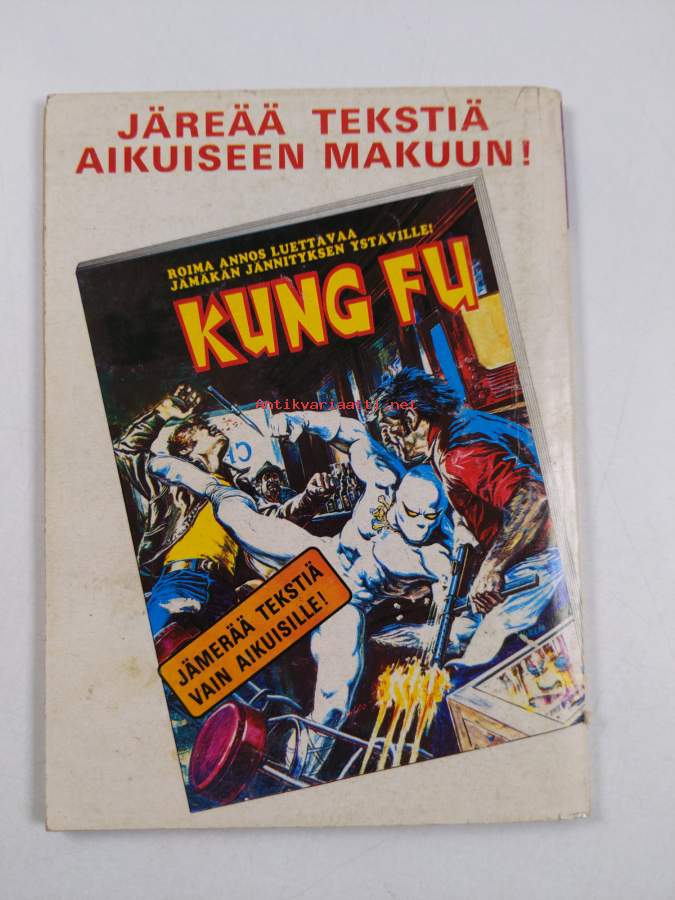 JÄREÄÄ TEKSTIÄ
AIKUISEEN MAKUUN!
ROIMA ANNOS LUETTAVAA
JÄMÄKÄN JÄNNITYKSEN YSTÄVILLE!
KUNG FU
Antikvariaatti.net
JÄMERÄÄ TEKSTIÄ
VAIN AIKUISILLE!